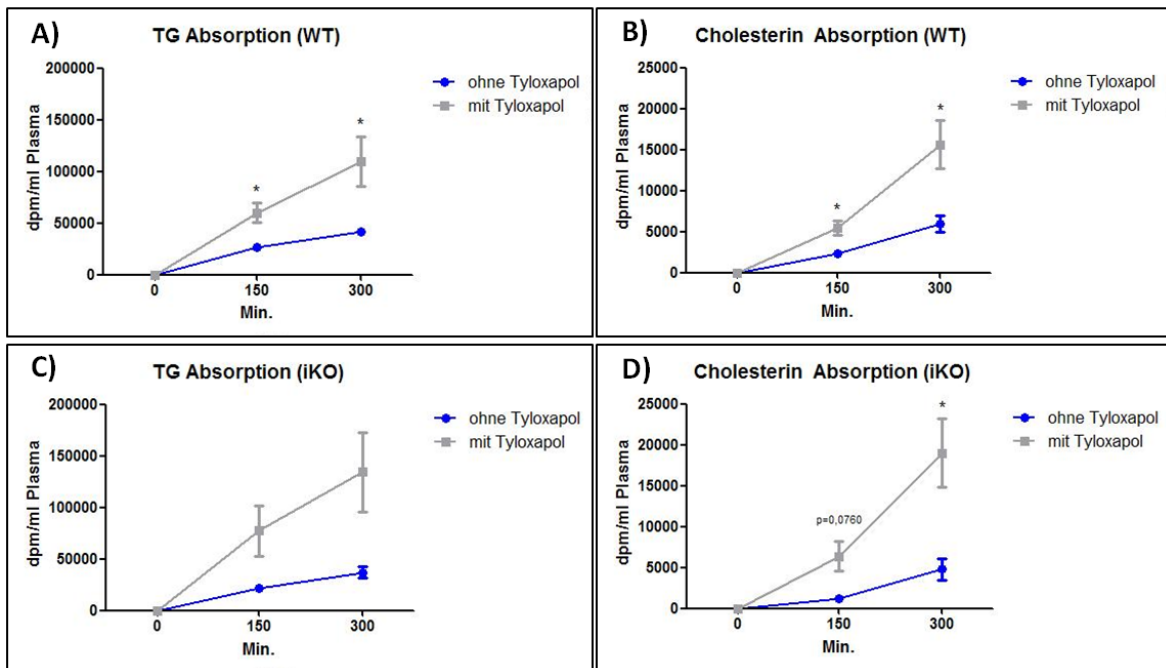 A)
TG Absorption (WT)
200000
150000
100000
50000
0
dpm/ml Plasma
*
*
0 150 300
Min.
ohne Tyloxapol
mit Tyloxapol
B)
Cholesterin Absorption (WT)
25000
20000
15000
10000
5000
0
dpm/ml Plasma
*
*
0 150 300
Min.
ohne Tyloxapol
mit Tyloxapol
C)
TG Absorption (iKO)
200000
150000
100000
50000
0
dpm/ml Plasma
0 150 300
Min.
ohne Tyloxapol
mit Tyloxapol
D)
Cholesterin Absorption (iKO)
25000
20000
15000
10000
5000
0
dpm/ml Plasma
*
p=0,0760
0 150 300
Min.
ohne Tyloxapol
mit Tyloxapol